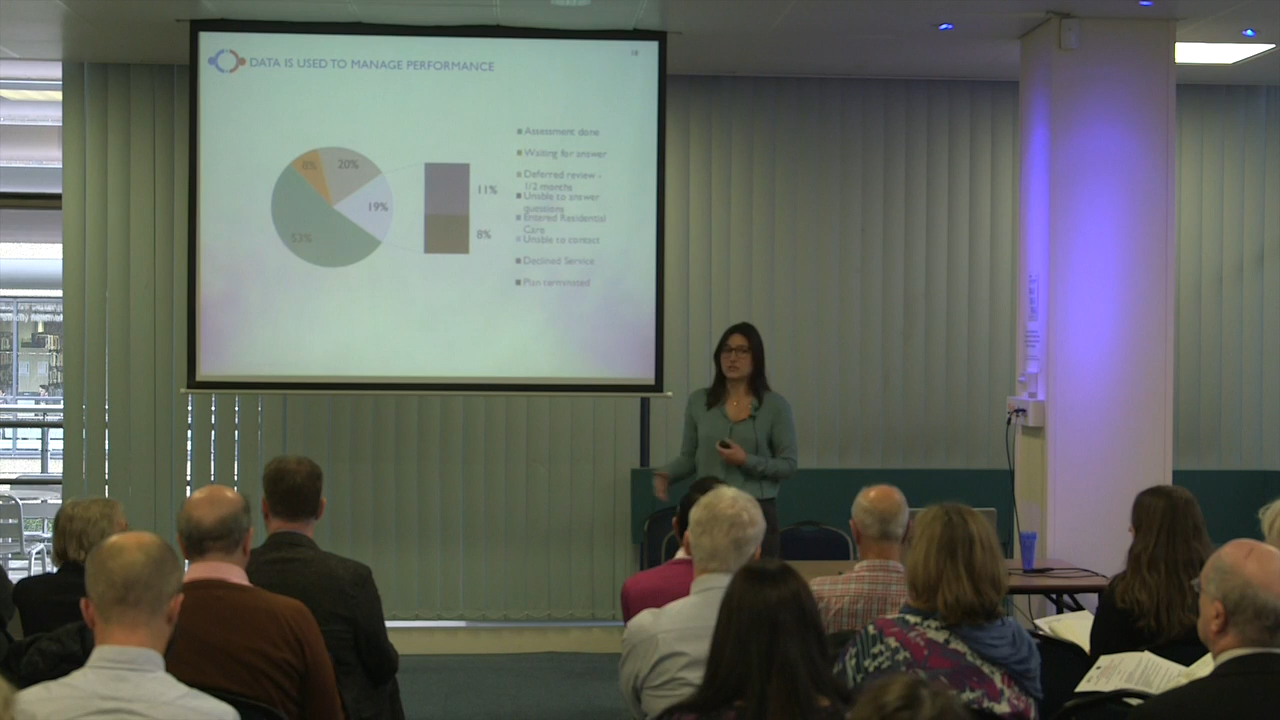 DATA IS USED TO MANAGE PERFORMANCE
8%
20%
19%
53%
11%
8%
Assessment done
Waiting for answer
Deferred review -
1/2 months
Unable to answer
questions
Entered Residential
Care
Unable to contact
Declined Service
Plan terminated